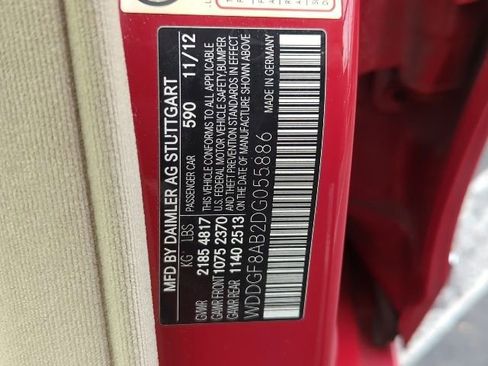 MFD BY DAIMLER AG STUTTGART
PASSENGER CAR 590 11/12
KG LBS
GVWR 2185 4817
GAWR FRONT 1075 2370
GAWR REAR 1140 2513
THIS VEHICLE CONFORMS TO ALL APPLICABLE
U.S. FEDERAL MOTOR VEHICLE SAFETY, BUMPER
AND THEFT PREVENTION STANDARDS IN EFFECT
ON THE DATE OF MANUFACTURE SHOWN ABOVE
WDDGF8AB2DG055886
MADE IN GERMANY